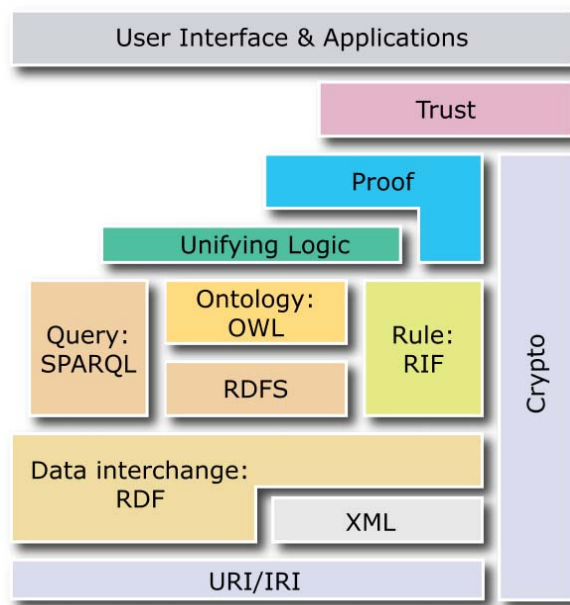 User Interface & Applications
Trust
Proof
Unifying Logic
Query:
SPARQL
Ontology:
OWL
RDFS
Rule:
RIF
Crypto
Data interchange:
RDF
XML
URI/IRI